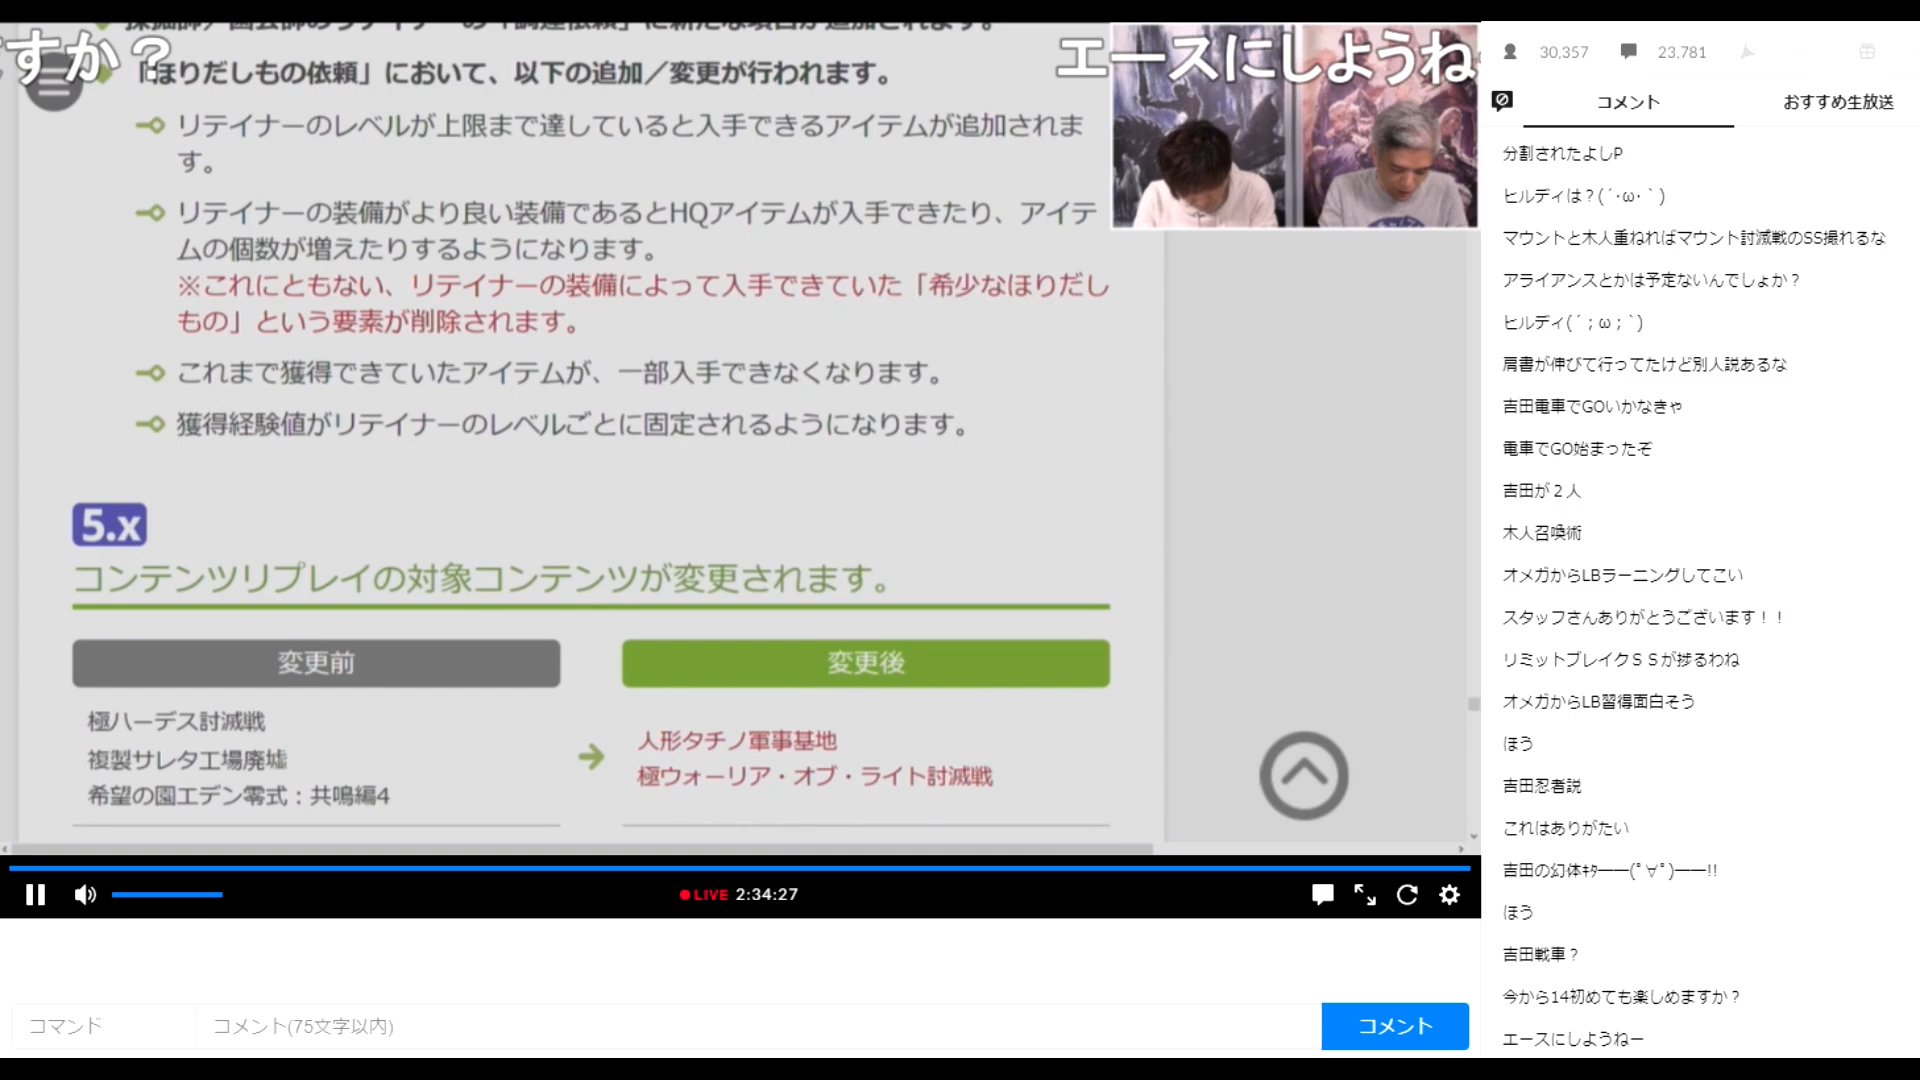 すか？
エースにしようね
「ほりだしもの依頼」において、以下の追加／変更が行われます。
リテイナーのレベルが上限まで達していると入手できるアイテムが追加されま
す。
リテイナーの装備がより良い装備であるとHQアイテムが入手できたり、アイテ
ムの個数が増えたりするようになります。
※これにともない、リテイナーの装備によって入手できていた「希少なほりだし
もの」という要素が削除されます。
これまで獲得できていたアイテムが、一部入手できなくなります。
獲得経験値がリテイナーのレベルごとに固定されるようになります。
5.x
コンテンツリプレイの対象コンテンツが変更されます。
変更前
変更後
極ハーデス討滅戦
複製サレタ工場廃墟
希望の園エデン零式：共鳴編4
人形タチノ軍事基地
極ウォーリア・オブ・ライト討滅戦
LIVE 2:34:27
コマンド
コメント(75文字以内)
コメント
30,357
23,781
コメント
おすすめ生放送
分割されたよしP
ヒルディは？(´･ω･｀)
マウントと木人重ねればマウント討滅戦のSS撮れるな
アライアンスとかは予定ないんでしょか？
ヒルディ(´；ω；`)
肩書が伸びて行ってたけど別人説あるな
吉田電車でGOいかなきゃ
電車でGO始まったぞ
吉田が２人
木人召喚術
オメガからLBラーニングしてこい
スタッフさんありがとうございます！！
リミットブレイクＳＳが捗るわね
オメガからLB習得面白そう
ほう
吉田忍者説
これはありがたい
吉田の幻体ｷﾀ━━(ﾟ∀ﾟ)━━!!
ほう
吉田戦車？
今から14初めても楽しめますか？
エースにしようねー